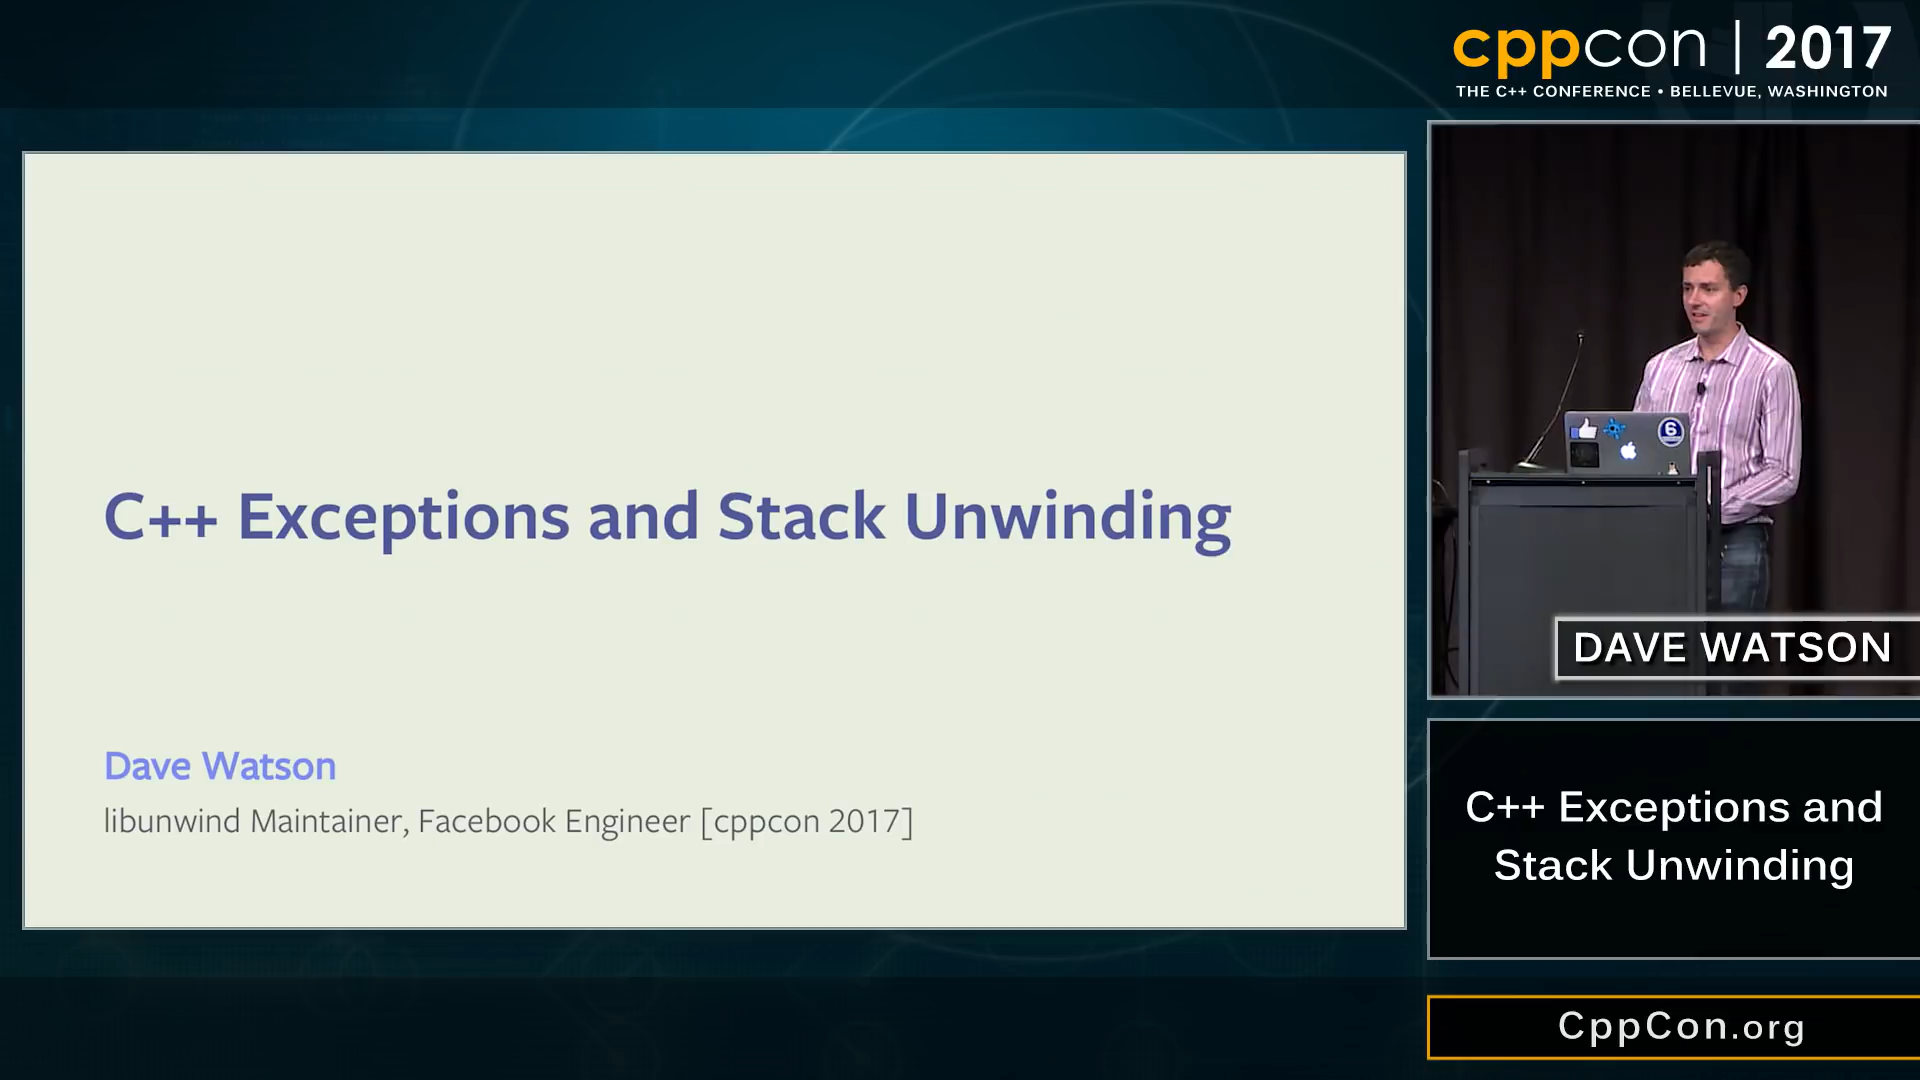 cppcon | 2017
THE C++ CONFERENCE • BELLEVUE, WASHINGTON
C++ Exceptions and Stack Unwinding
Dave Watson
libunwind Maintainer, Facebook Engineer [cppcon 2017]
6
DAVE WATSON
C++ Exceptions and
Stack Unwinding
CppCon.org